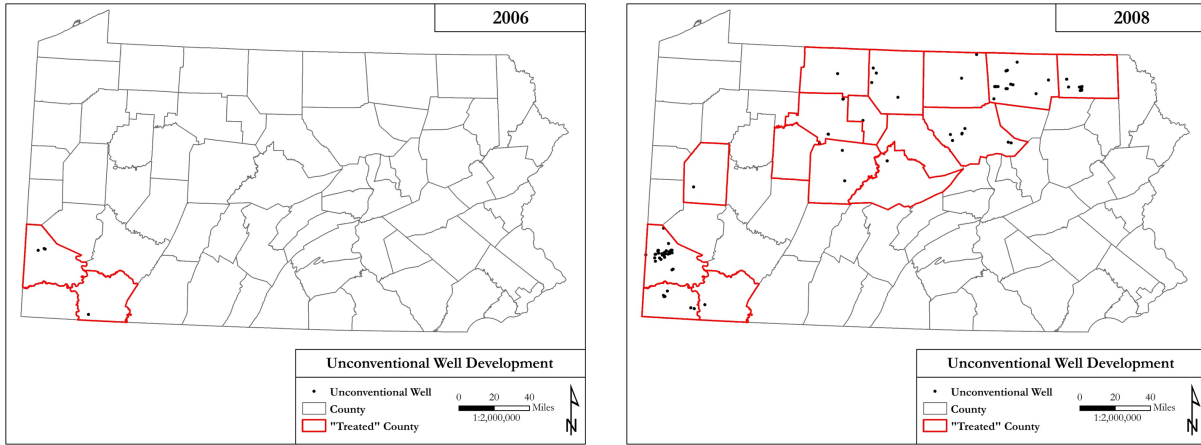 2006
Unconventional Well Development
Unconventional Well
County
"Treated" County
0 20 40
Miles
1:2,000,000
N
2008
Unconventional Well Development
Unconventional Well
County
"Treated" County
0 20 40
Miles
1:2,000,000
N